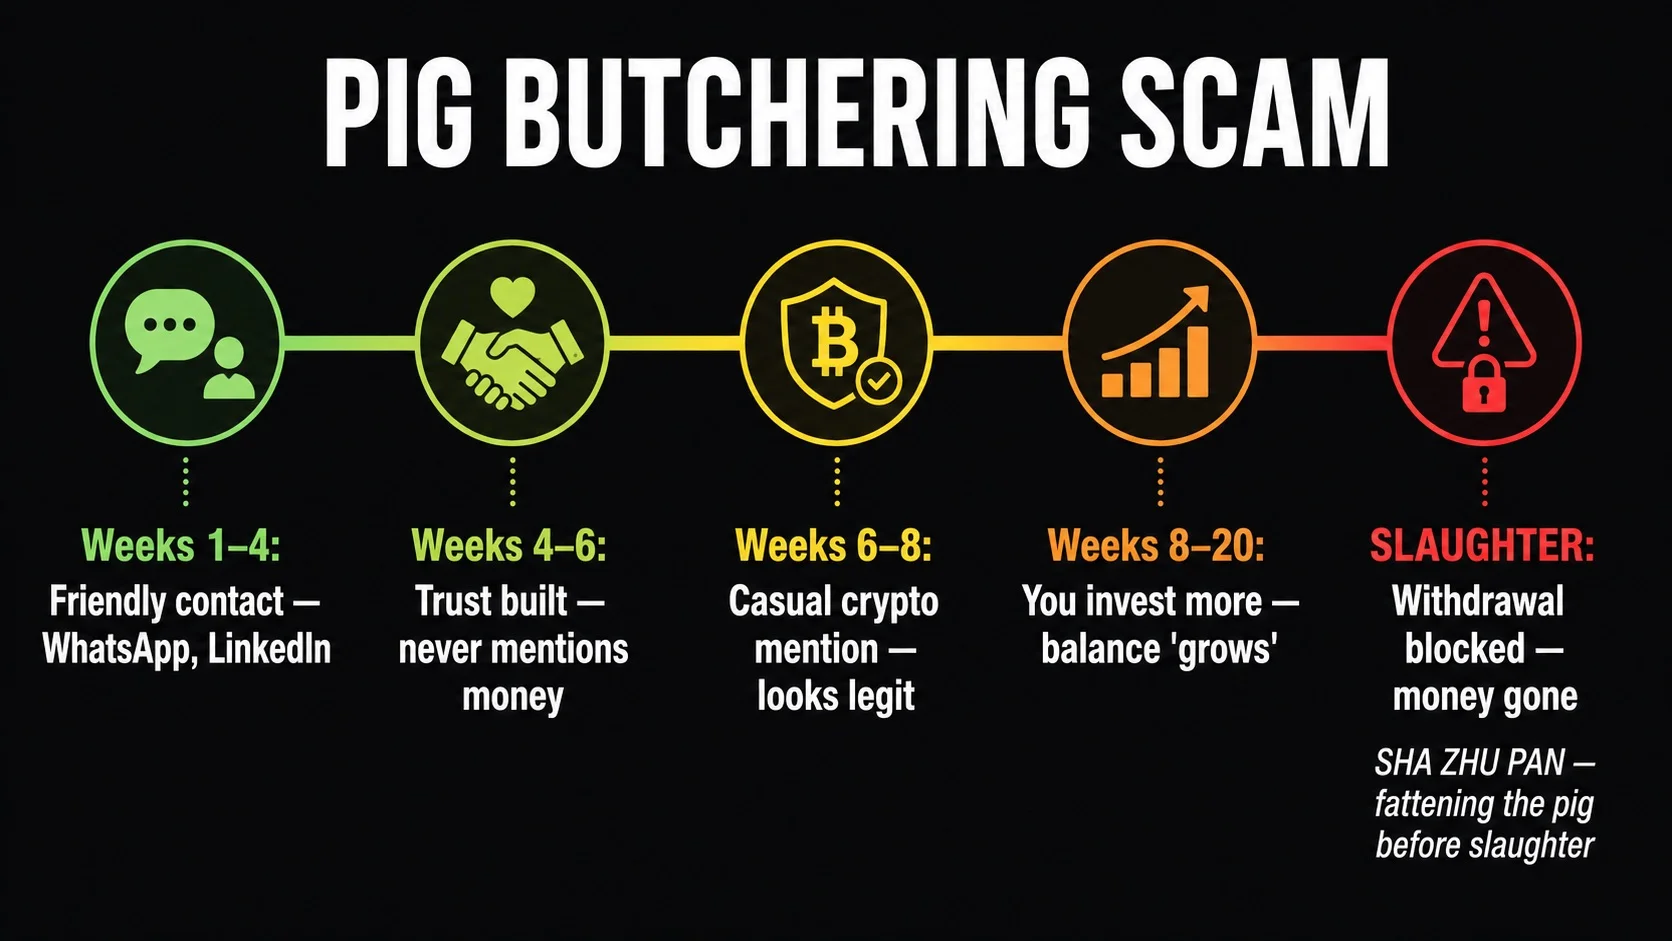 PIG BUTCHERING SCAM
Weeks 1–4:
Friendly contact —
WhatsApp, LinkedIn
Weeks 4–6:
Trust built —
never mentions
money
Weeks 6–8:
Casual crypto
mention —
looks legit
Weeks 8–20:
You invest more —
balance 'grows'
SLAUGHTER:
Withdrawal
blocked —
money gone
SHA ZHU PAN —
fattening the pig
before slaughter